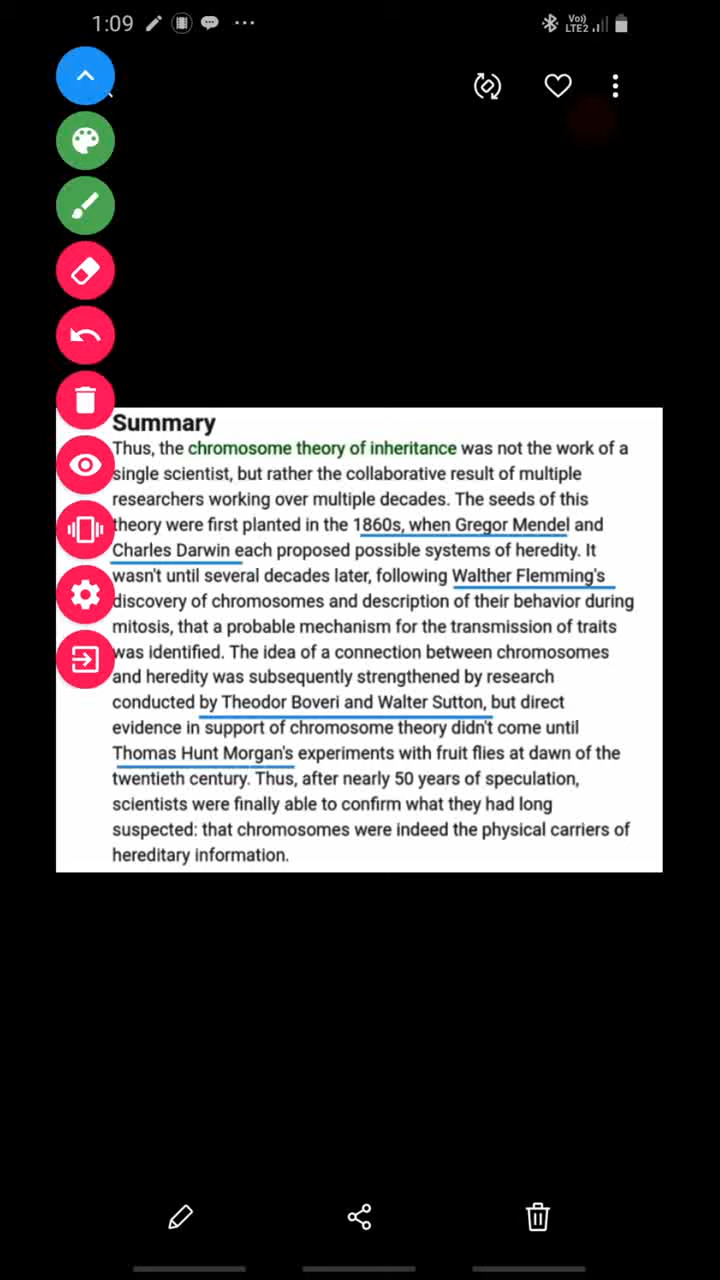 1:09
Vo))
LTE2
Summary
Thus, the chromosome theory of inheritance was not the work of a
single scientist, but rather the collaborative result of multiple
researchers working over multiple decades. The seeds of this
theory were first planted in the 1860s, when Gregor Mendel and
Charles Darwin each proposed possible systems of heredity. It
wasn't until several decades later, following Walther Flemming's
discovery of chromosomes and description of their behavior during
mitosis, that a probable mechanism for the transmission of traits
was identified. The idea of a connection between chromosomes
and heredity was subsequently strengthened by research
conducted by Theodor Boveri and Walter Sutton, but direct
evidence in support of chromosome theory didn't come until
Thomas Hunt Morgan's experiments with fruit flies at dawn of the
twentieth century. Thus, after nearly 50 years of speculation,
scientists were finally able to confirm what they had long
suspected: that chromosomes were indeed the physical carriers of
hereditary information.